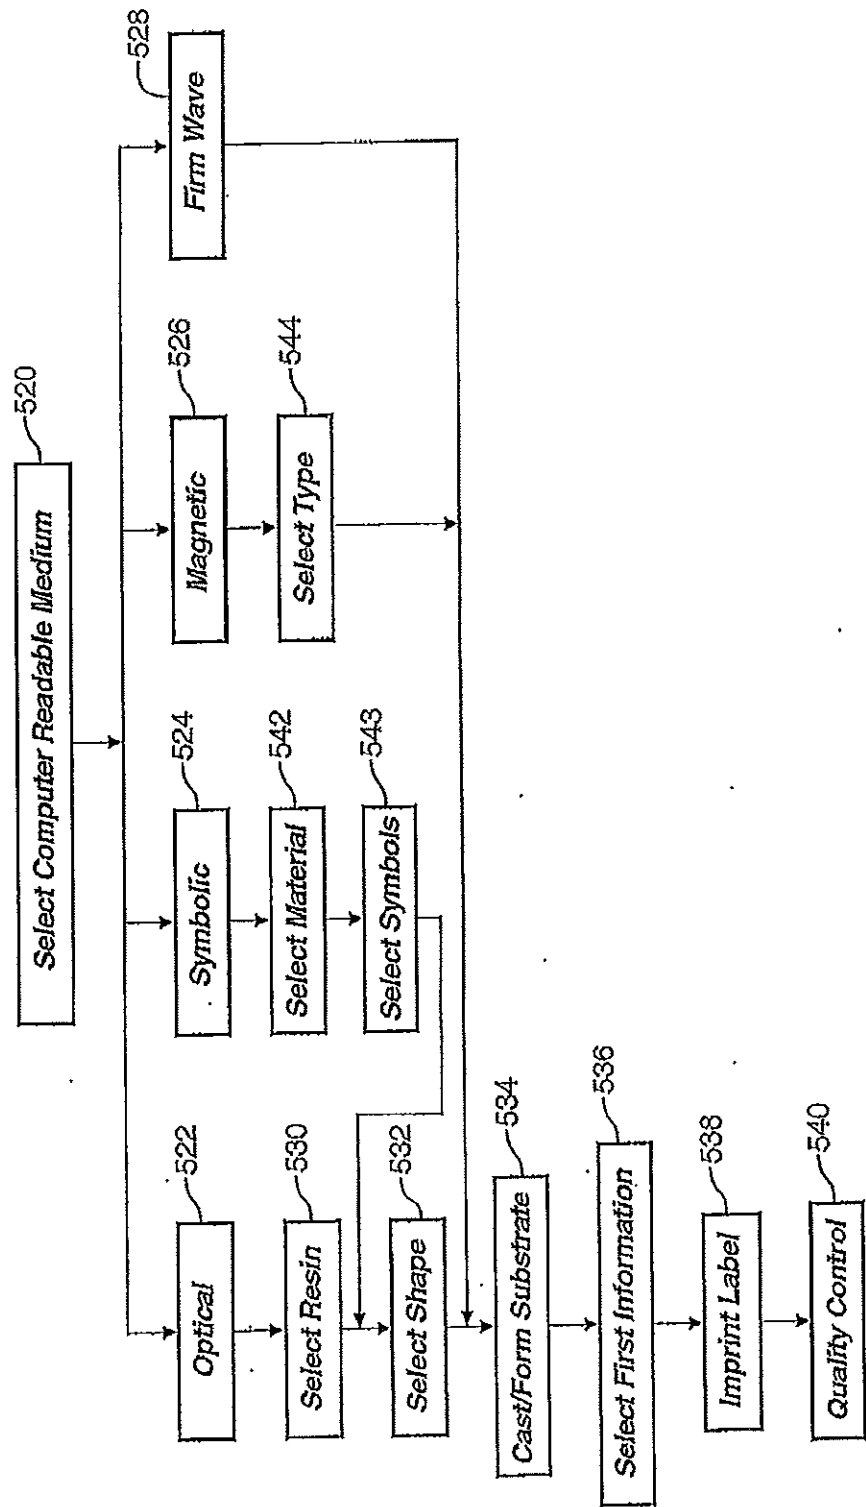 Select Computer Readable Medium
520
Optical
522
Symbolic
524
Magnetic
526
Firm Wave
528
Select Resin
530
Select Material
542
Select Type
544
Select Shape
532
Select Symbols
543
Cast/Form Substrate
534
Select First Information
536
Imprint Label
538
Quality Control
540